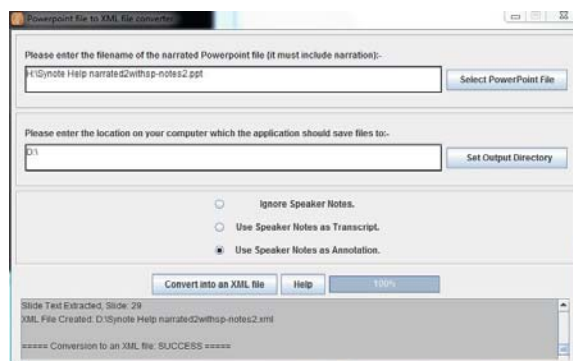 Powerpoint file to XML file converter
Please enter the filename of the narrated Powerpoint file (it must include narration):-
H:\Synote Help narrated2withsp-notes2.ppt
Select PowerPoint File
Please enter the location on your computer which the application should save files to:-
D:\
Set Output Directory
Ignore Speaker Notes.
Use Speaker Notes as Transcript.
Use Speaker Notes as Annotation.
Convert into an XML file Help 100%
Slide Text Extracted, Slide: 29
XML File Created: D:\Synote Help narrated2withsp-notes2.xml
===== Conversion to an XML file: SUCCESS =====